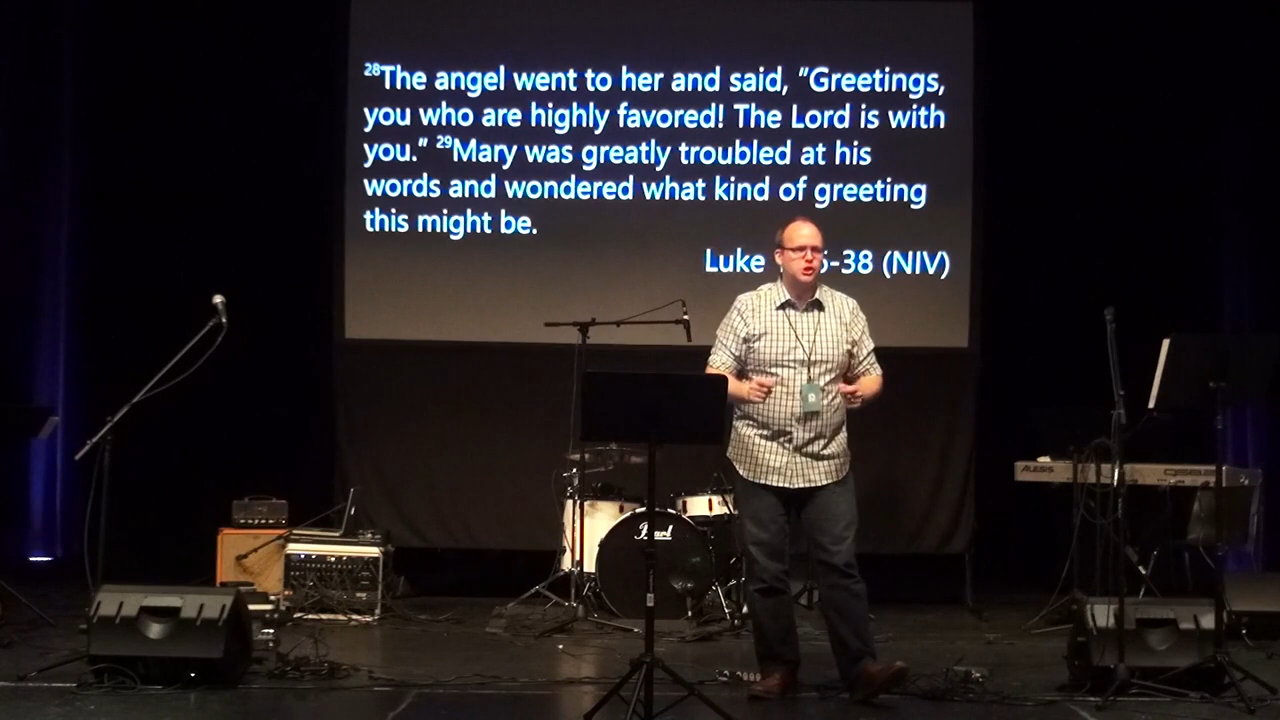 28The angel went to her and said, "Greetings,
you who are highly favored! The Lord is with
you." 29Mary was greatly troubled at his
words and wondered what kind of greeting
this might be.
Luke 5-38 (NIV)
ALESIS
Pearl